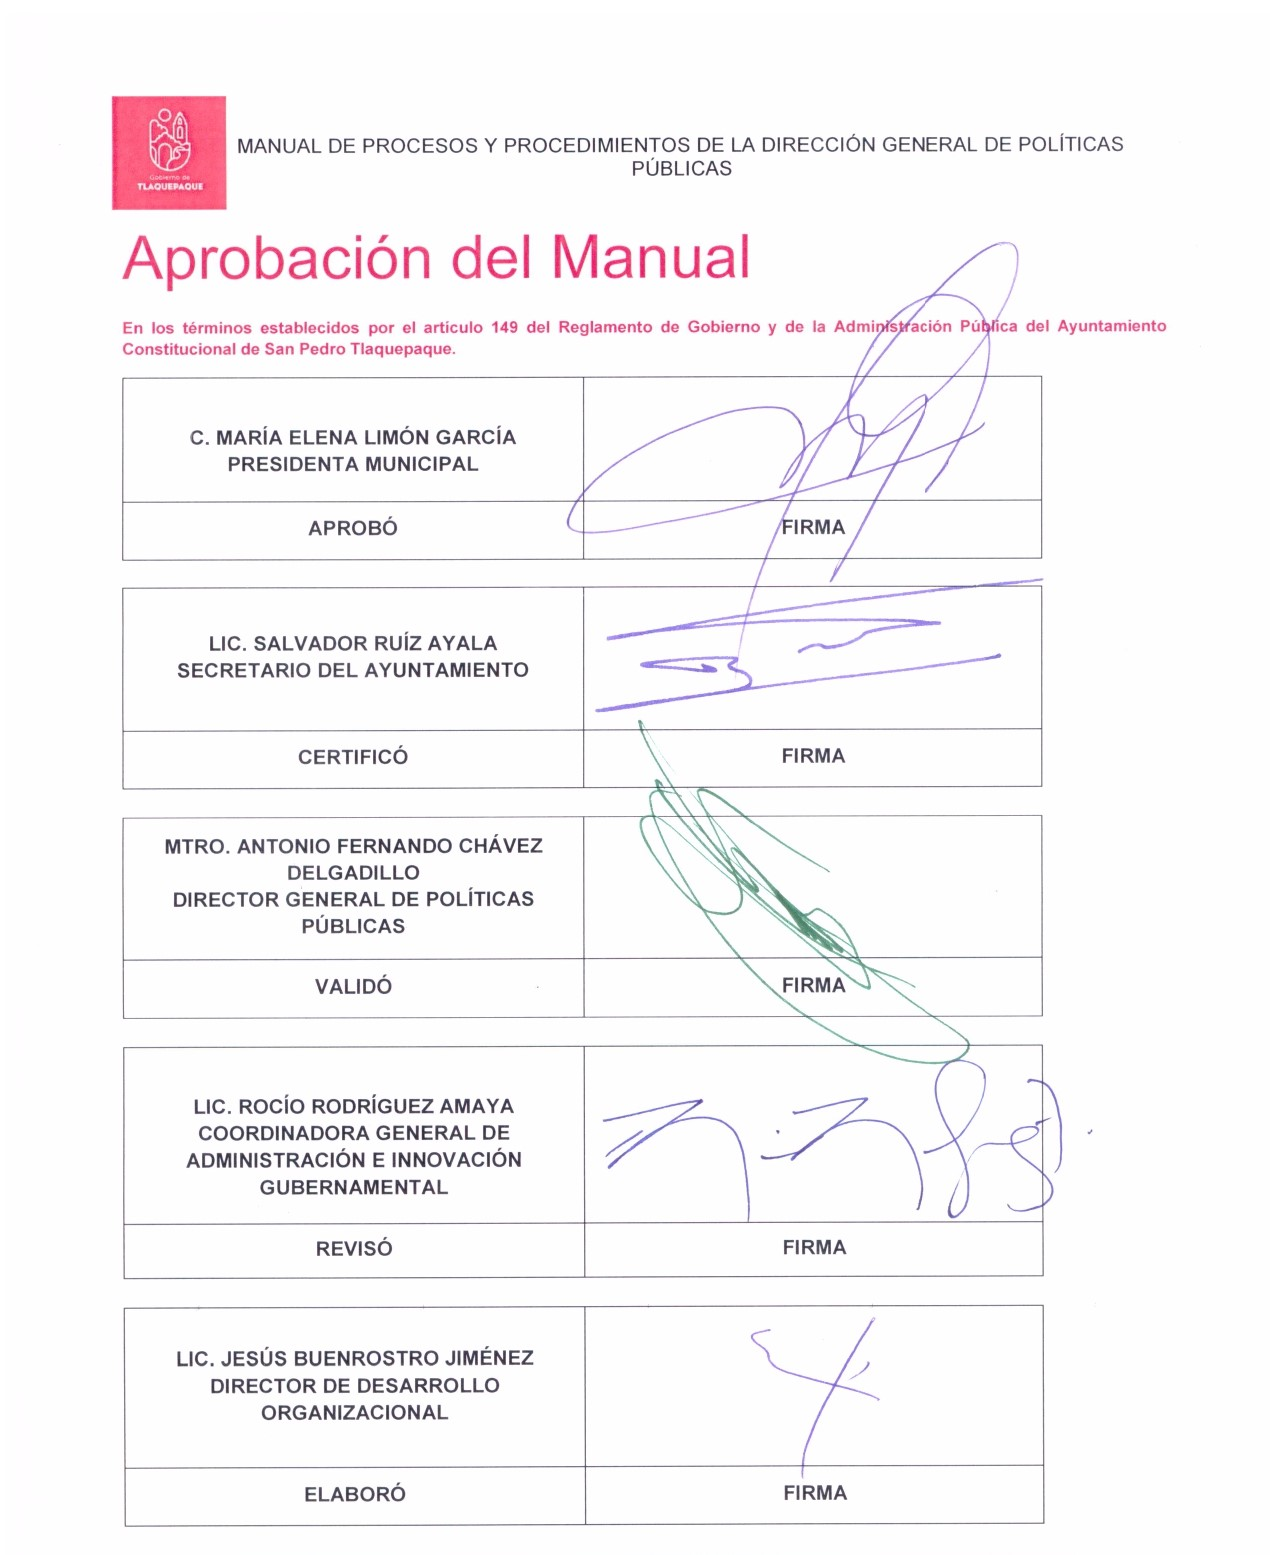 Gobierno de
TLAQUEPAQUE
MANUAL DE PROCESOS Y PROCEDIMIENTOS DE LA DIRECCIÓN GENERAL DE POLÍTICAS
PÚBLICAS
Aprobación del Manual
En los términos establecidos por el artículo 149 del Reglamento de Gobierno y de la Administración Pública del Ayuntamiento
Constitucional de San Pedro Tlaquepaque.
C. MARÍA ELENA LIMÓN GARCÍA
PRESIDENTA MUNICIPAL
APROBÓ FIRMA
LIC. SALVADOR RUÍZ AYALA
SECRETARIO DEL AYUNTAMIENTO
CERTIFICÓ FIRMA
MTRO. ANTONIO FERNANDO CHÁVEZ
DELGADILLO
DIRECTOR GENERAL DE POLÍTICAS
PÚBLICAS
VALIDÓ FIRMA
LIC. ROCÍO RODRÍGUEZ AMAYA
COORDINADORA GENERAL DE
ADMINISTRACIÓN E INNOVACIÓN
GUBERNAMENTAL
REVISÓ FIRMA
LIC. JESÚS BUENROSTRO JIMÉNEZ
DIRECTOR DE DESARROLLO
ORGANIZACIONAL
ELABORÓ FIRMA